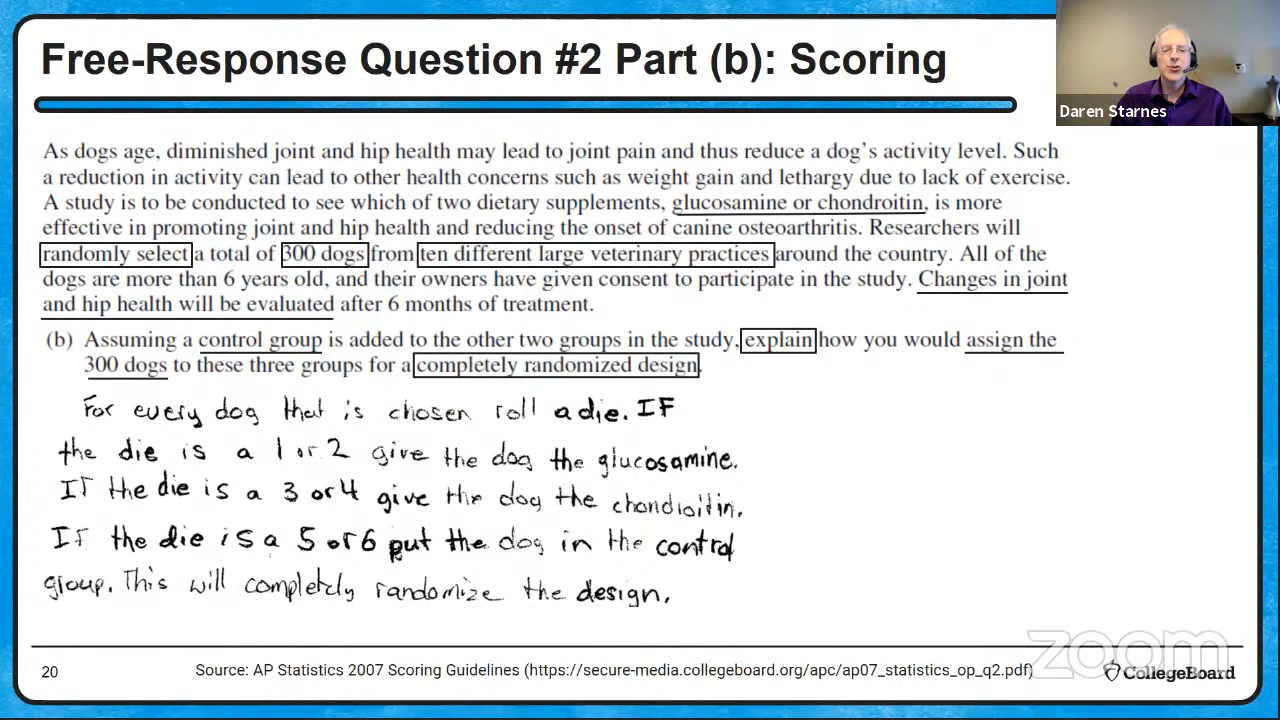 Free-Response Question #2 Part (b): Scoring
Daren Starnes
As dogs age, diminished joint and hip health may lead to joint pain and thus reduce a dog's activity level. Such
a reduction in activity can lead to other health concerns such as weight gain and lethargy due to lack of exercise.
A study is to be conducted to see which of two dietary supplements, glucosamine or chondroitin, is more
effective in promoting joint and hip health and reducing the onset of canine osteoarthritis. Researchers will
randomly select a total of 300 dogs from ten different large veterinary practices around the country. All of the
dogs are more than 6 years old, and their owners have given consent to participate in the study. Changes in joint
and hip health will be evaluated after 6 months of treatment.
(b) Assuming a control group is added to the other two groups in the study, explain how you would assign the
300 dogs to these three groups for a completely randomized design.
For every dog that is chosen roll a die. IF
the die is a 1 or 2 give the dog the glucosamine.
If the die is a 3 or 4 give the dog the chondioitin.
If the die is a 5 or 6 put the dog in the control
group. This will completely randomize the design.
zoom
20
Source: AP Statistics 2007 Scoring Guidelines (https://secure-media.collegeboard.org/apc/ap07_statistics_op_q2.pdf)
CollegeBoard